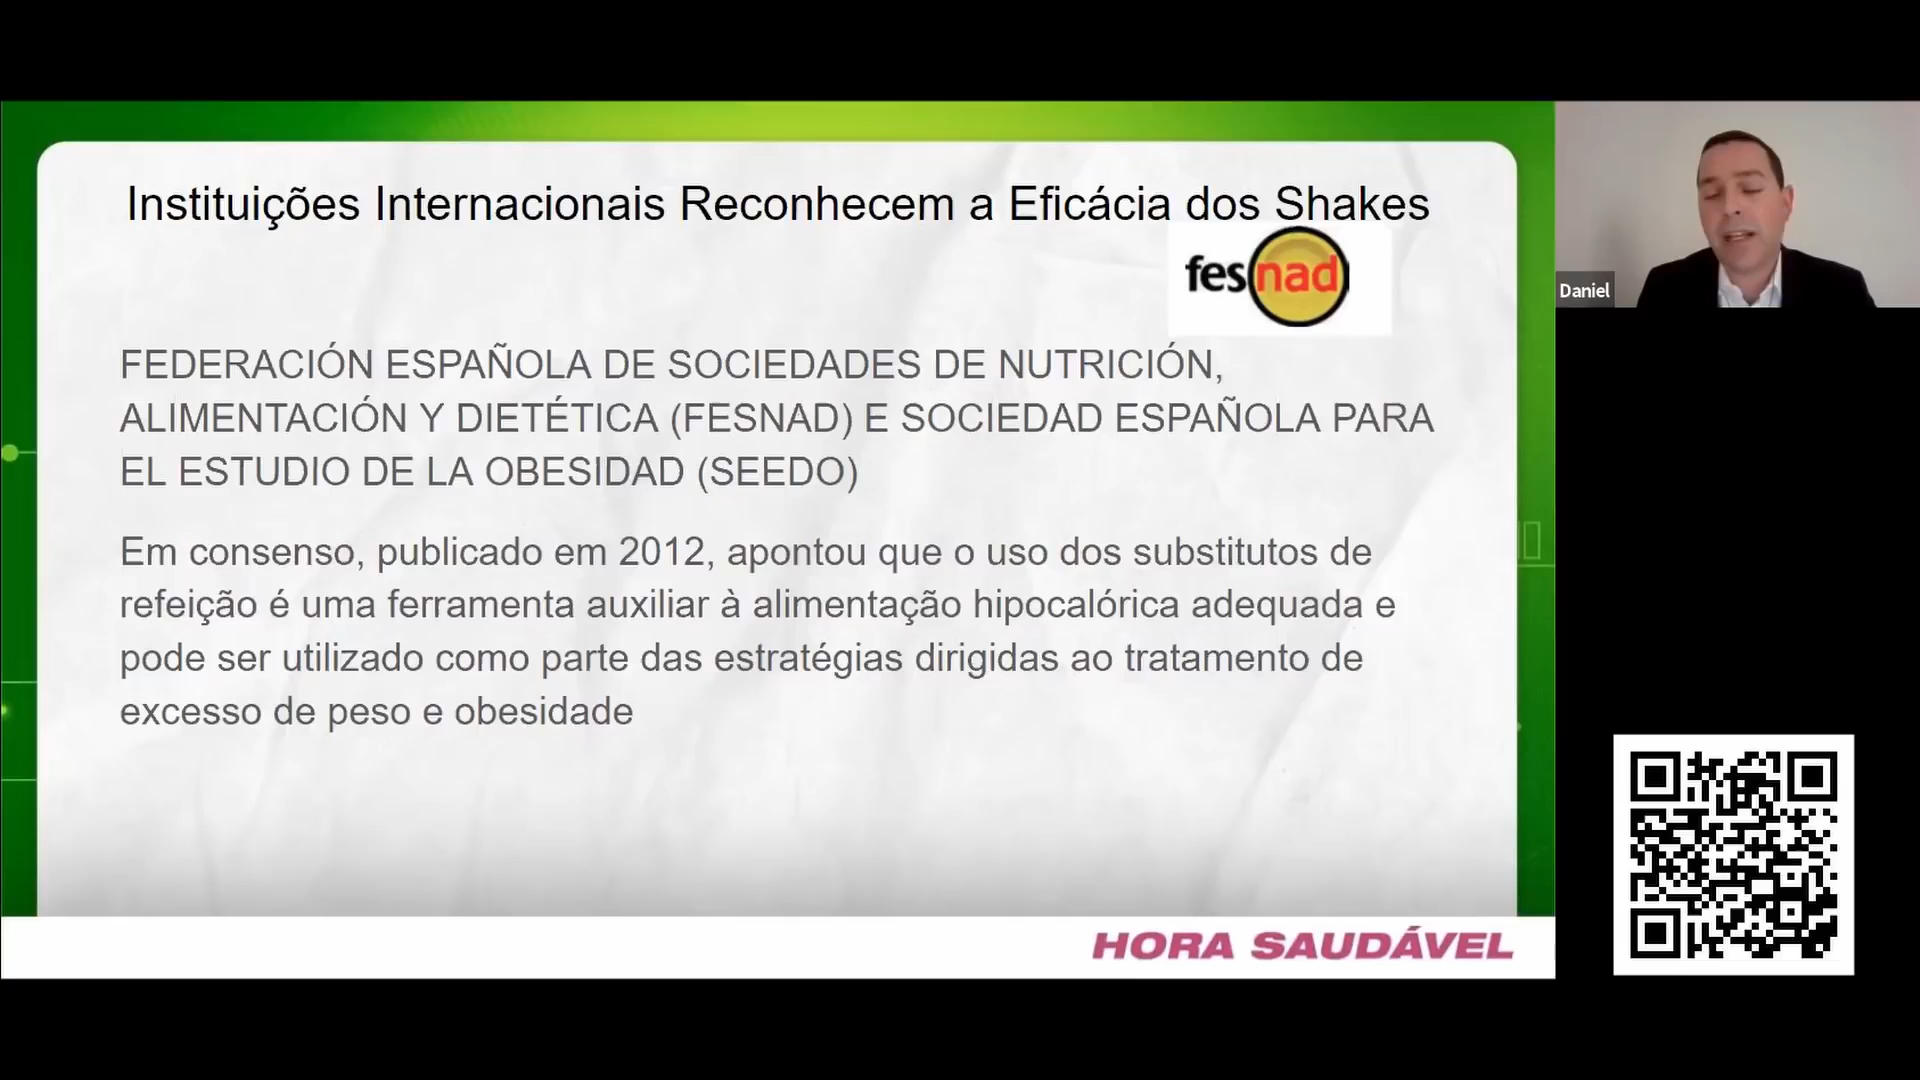 Instituições Internacionais Reconhecem a Eficácia dos Shakes
fesnad
FEDERACIÓN ESPAÑOLA DE SOCIEDADES DE NUTRICIÓN,
ALIMENTACIÓN Y DIETÉTICA (FESNAD) E SOCIEDAD ESPAÑOLA PARA
EL ESTUDIO DE LA OBESIDAD (SEEDO)
Em consenso, publicado em 2012, apontou que o uso dos substitutos de
refeição é uma ferramenta auxiliar à alimentação hipocalórica adequada e
pode ser utilizado como parte das estratégias dirigidas ao tratamento de
excesso de peso e obesidade
HORA SAUDÁVEL
Daniel